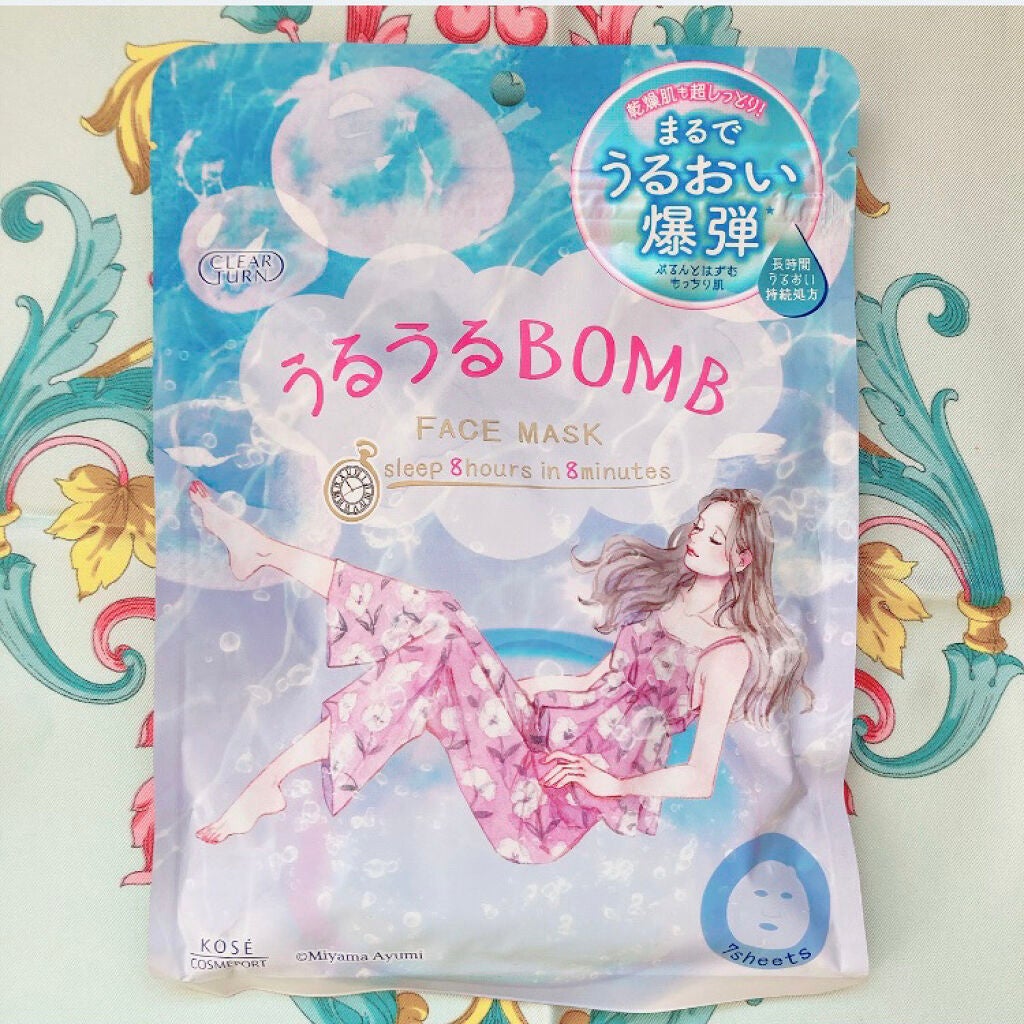 乾燥肌も超しっとり!
まるで
うるおい
爆弾*
ぷるんとはずむ
もっちり肌
長時間
うるおい
持続処方
CLEAR
TURN
うるうるBOMB
FACE MASK
sleep 8hours in 8minutes
7sheets
KOSÉ
COSMEPORT
©Miyama Ayumi